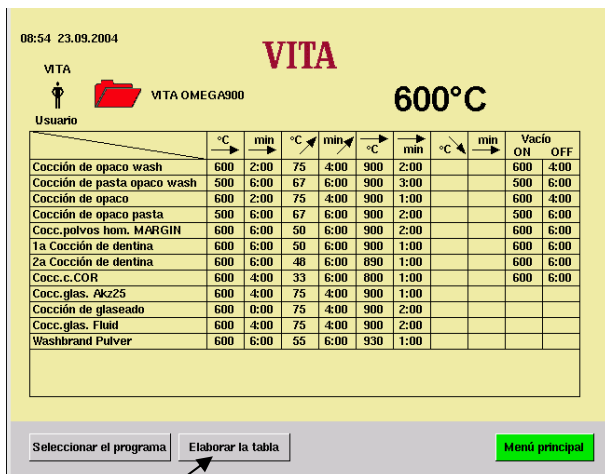 08:54 23.09.2004
VITA
VITA
VITA OMEGA900
600°C
Usuario
°C min °C min °C min °C min Vacío
ON OFF
Cocción de opaco wash 600 2:00 75 4:00 900 2:00 600 4:00
Cocción de pasta opaco wash 500 6:00 67 6:00 900 3:00 500 6:00
Cocción de opaco 600 2:00 75 4:00 900 1:00 600 4:00
Cocción de opaco pasta 500 6:00 67 6:00 900 2:00 500 6:00
Cocc.polvos hom. MARGIN 600 6:00 50 6:00 900 2:00 600 6:00
1a Cocción de dentina 600 6:00 50 6:00 900 1:00 600 6:00
2a Cocción de dentina 600 6:00 48 6:00 890 1:00 600 6:00
Cocc.c.COR 600 4:00 33 6:00 800 1:00 600 6:00
Cocc.glas. Akz25 600 4:00 75 4:00 900 1:00
Cocción de glaseado 600 0:00 75 4:00 900 2:00
Cocc.glas. Fluid 600 4:00 75 4:00 900 2:00
Washbrand Pulver 600 6:00 55 6:00 930 1:00
Seleccionar el programa Elaborar la tabla Menú principal